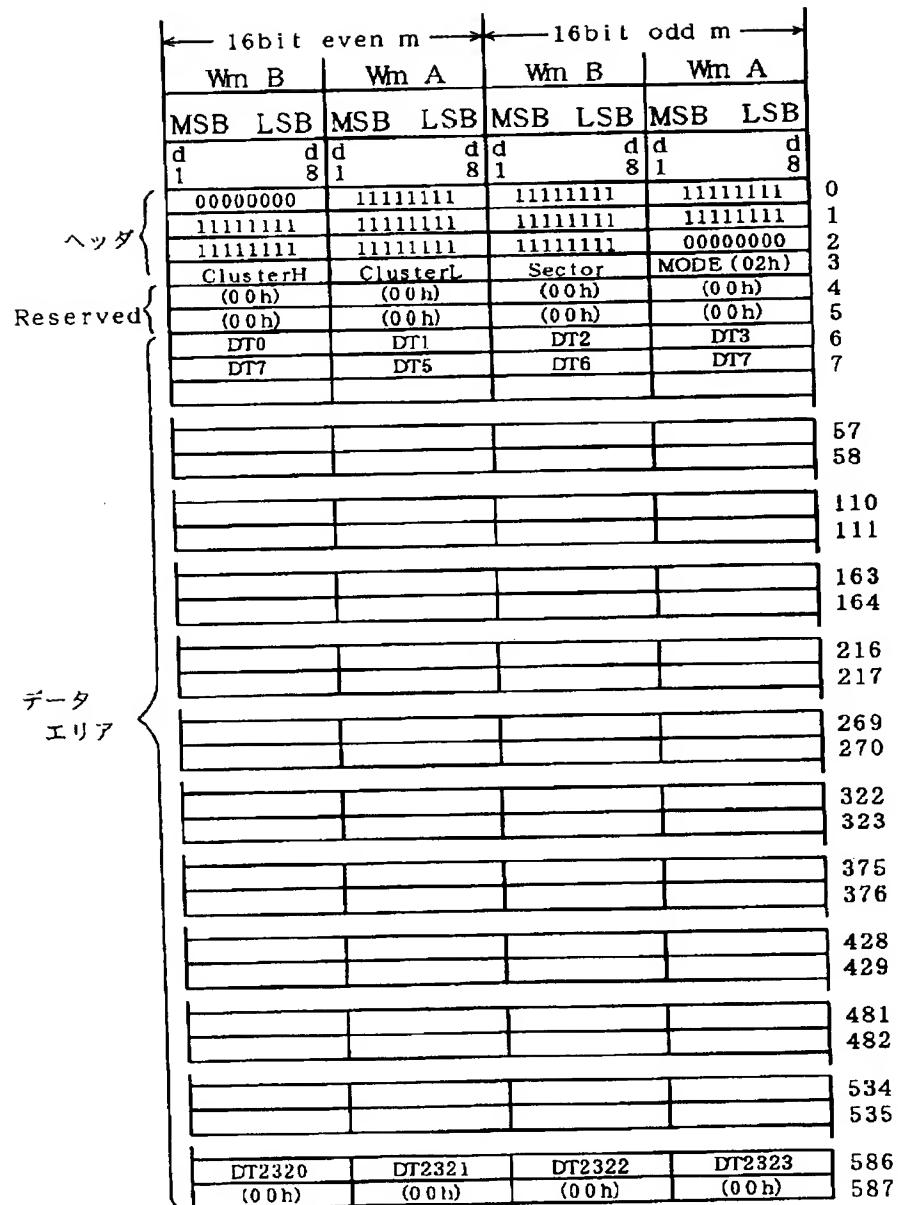 16bit even m 16bit odd m
Wm B Wm A Wm B Wm A
MSB LSB MSB LSB MSB LSB MSB LSB
d d d d d d d d
1 8 1 8 1 8 1 8
00000000 11111111 11111111 11111111 0
11111111 11111111 11111111 11111111 1
ヘッダ
11111111 11111111 11111111 00000000 2
ClusterH ClusterL Sector MODE (02h) 3
(00h) (00h) (00h) (00h) 4
Reserved
(00h) (00h) (00h) (00h) 5
DT0 DT1 DT2 DT3 6
DT7 DT5 DT6 DT7 7
57
58
110
111
163
164
216
217
データ
エリア
269
270
322
323
375
376
428
429
481
482
534
535
DT2320 DT2321 DT2322 DT2323 586
(00h) (00h) (00h) (00h) 587